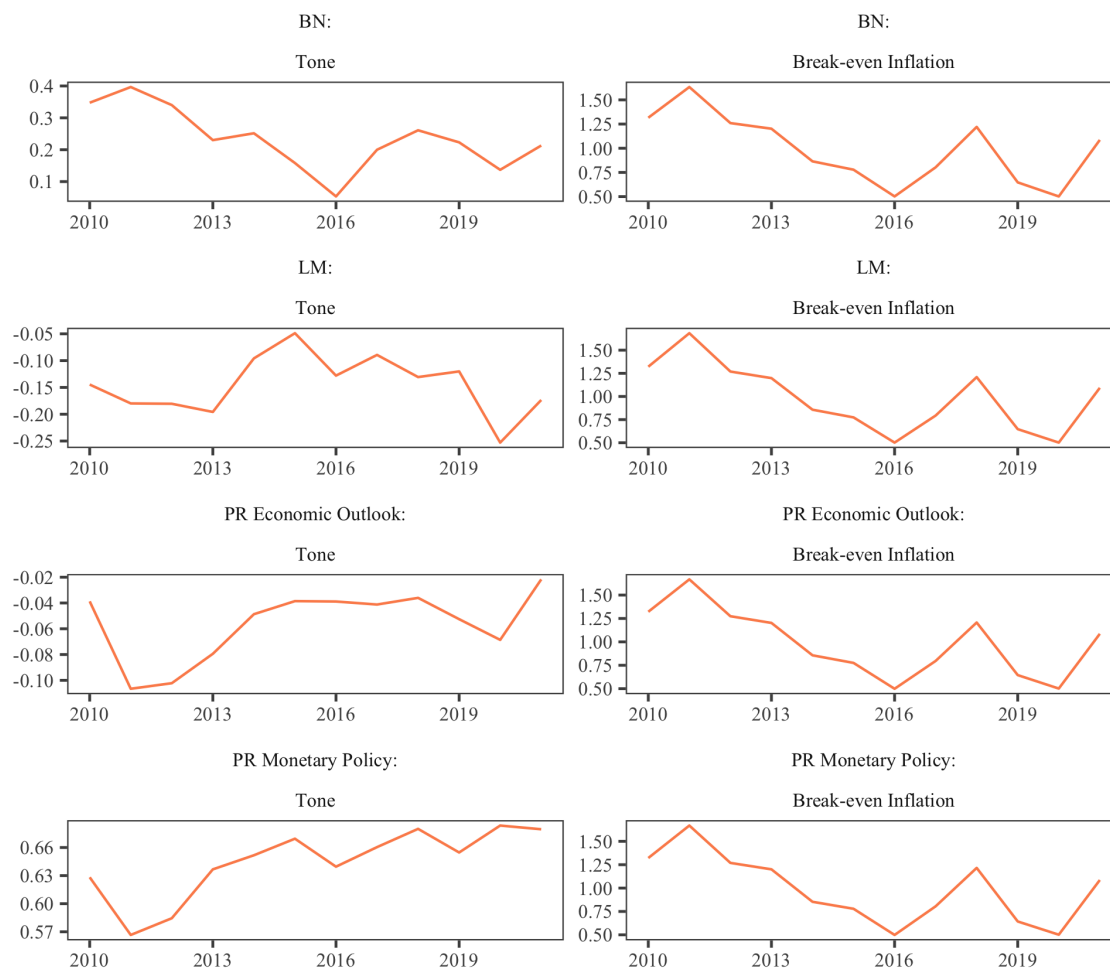 BN:
Tone
0.4
0.3
0.2
0.1
2010 2013 2016 2019
BN:
Break-even Inflation
1.50
1.25
1.00
0.75
0.50
2010 2013 2016 2019
LM:
Tone
-0.05
-0.10
-0.15
-0.20
-0.25
2010 2013 2016 2019
LM:
Break-even Inflation
1.50
1.25
1.00
0.75
0.50
2010 2013 2016 2019
PR Economic Outlook:
Tone
-0.02
-0.04
-0.06
-0.08
-0.10
2010 2013 2016 2019
PR Economic Outlook:
Break-even Inflation
1.50
1.25
1.00
0.75
0.50
2010 2013 2016 2019
PR Monetary Policy:
Tone
0.66
0.63
0.60
0.57
2010 2013 2016 2019
PR Monetary Policy:
Break-even Inflation
1.50
1.25
1.00
0.75
0.50
2010 2013 2016 2019